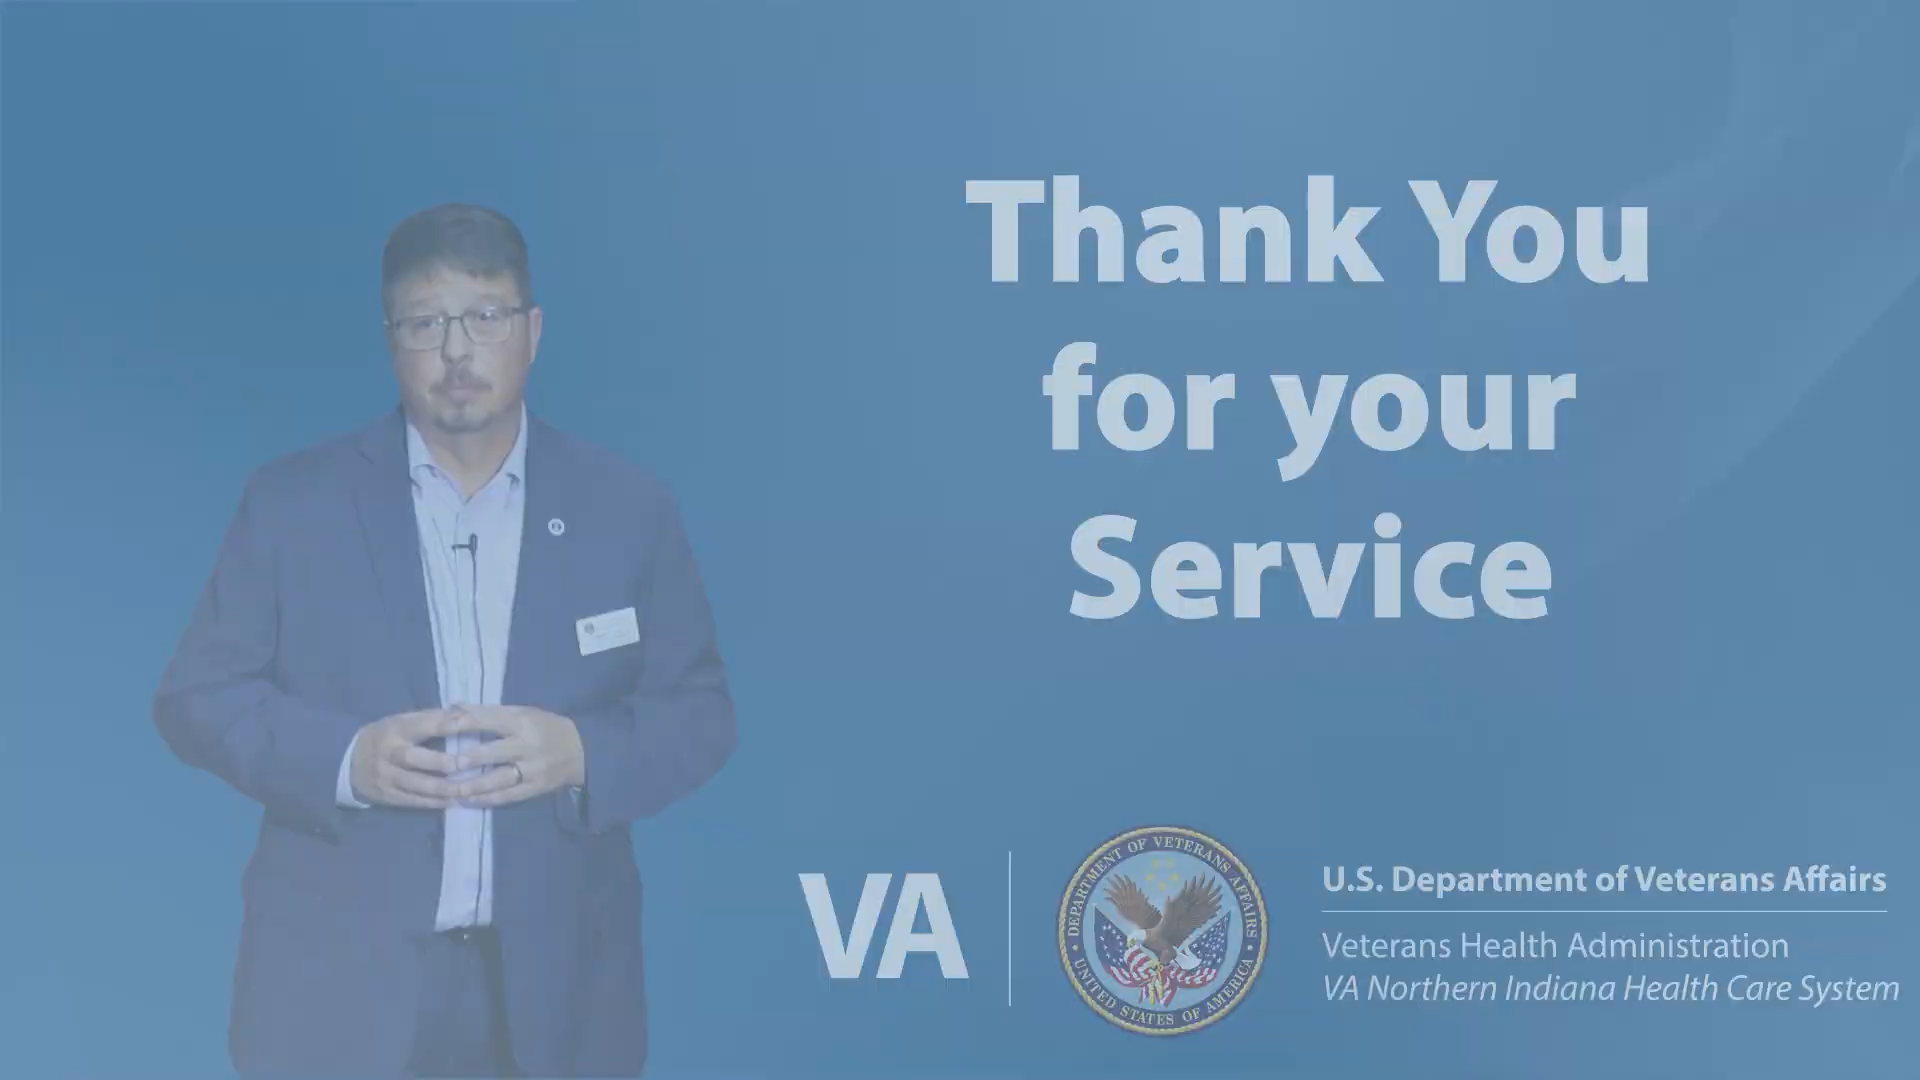 Thank You
for your
Service
VA
DEPARTMENT OF VETERANS AFFAIRS
UNITED STATES OF AMERICA
U.S. Department of Veterans Affairs
Veterans Health Administration
VA Northern Indiana Health Care System